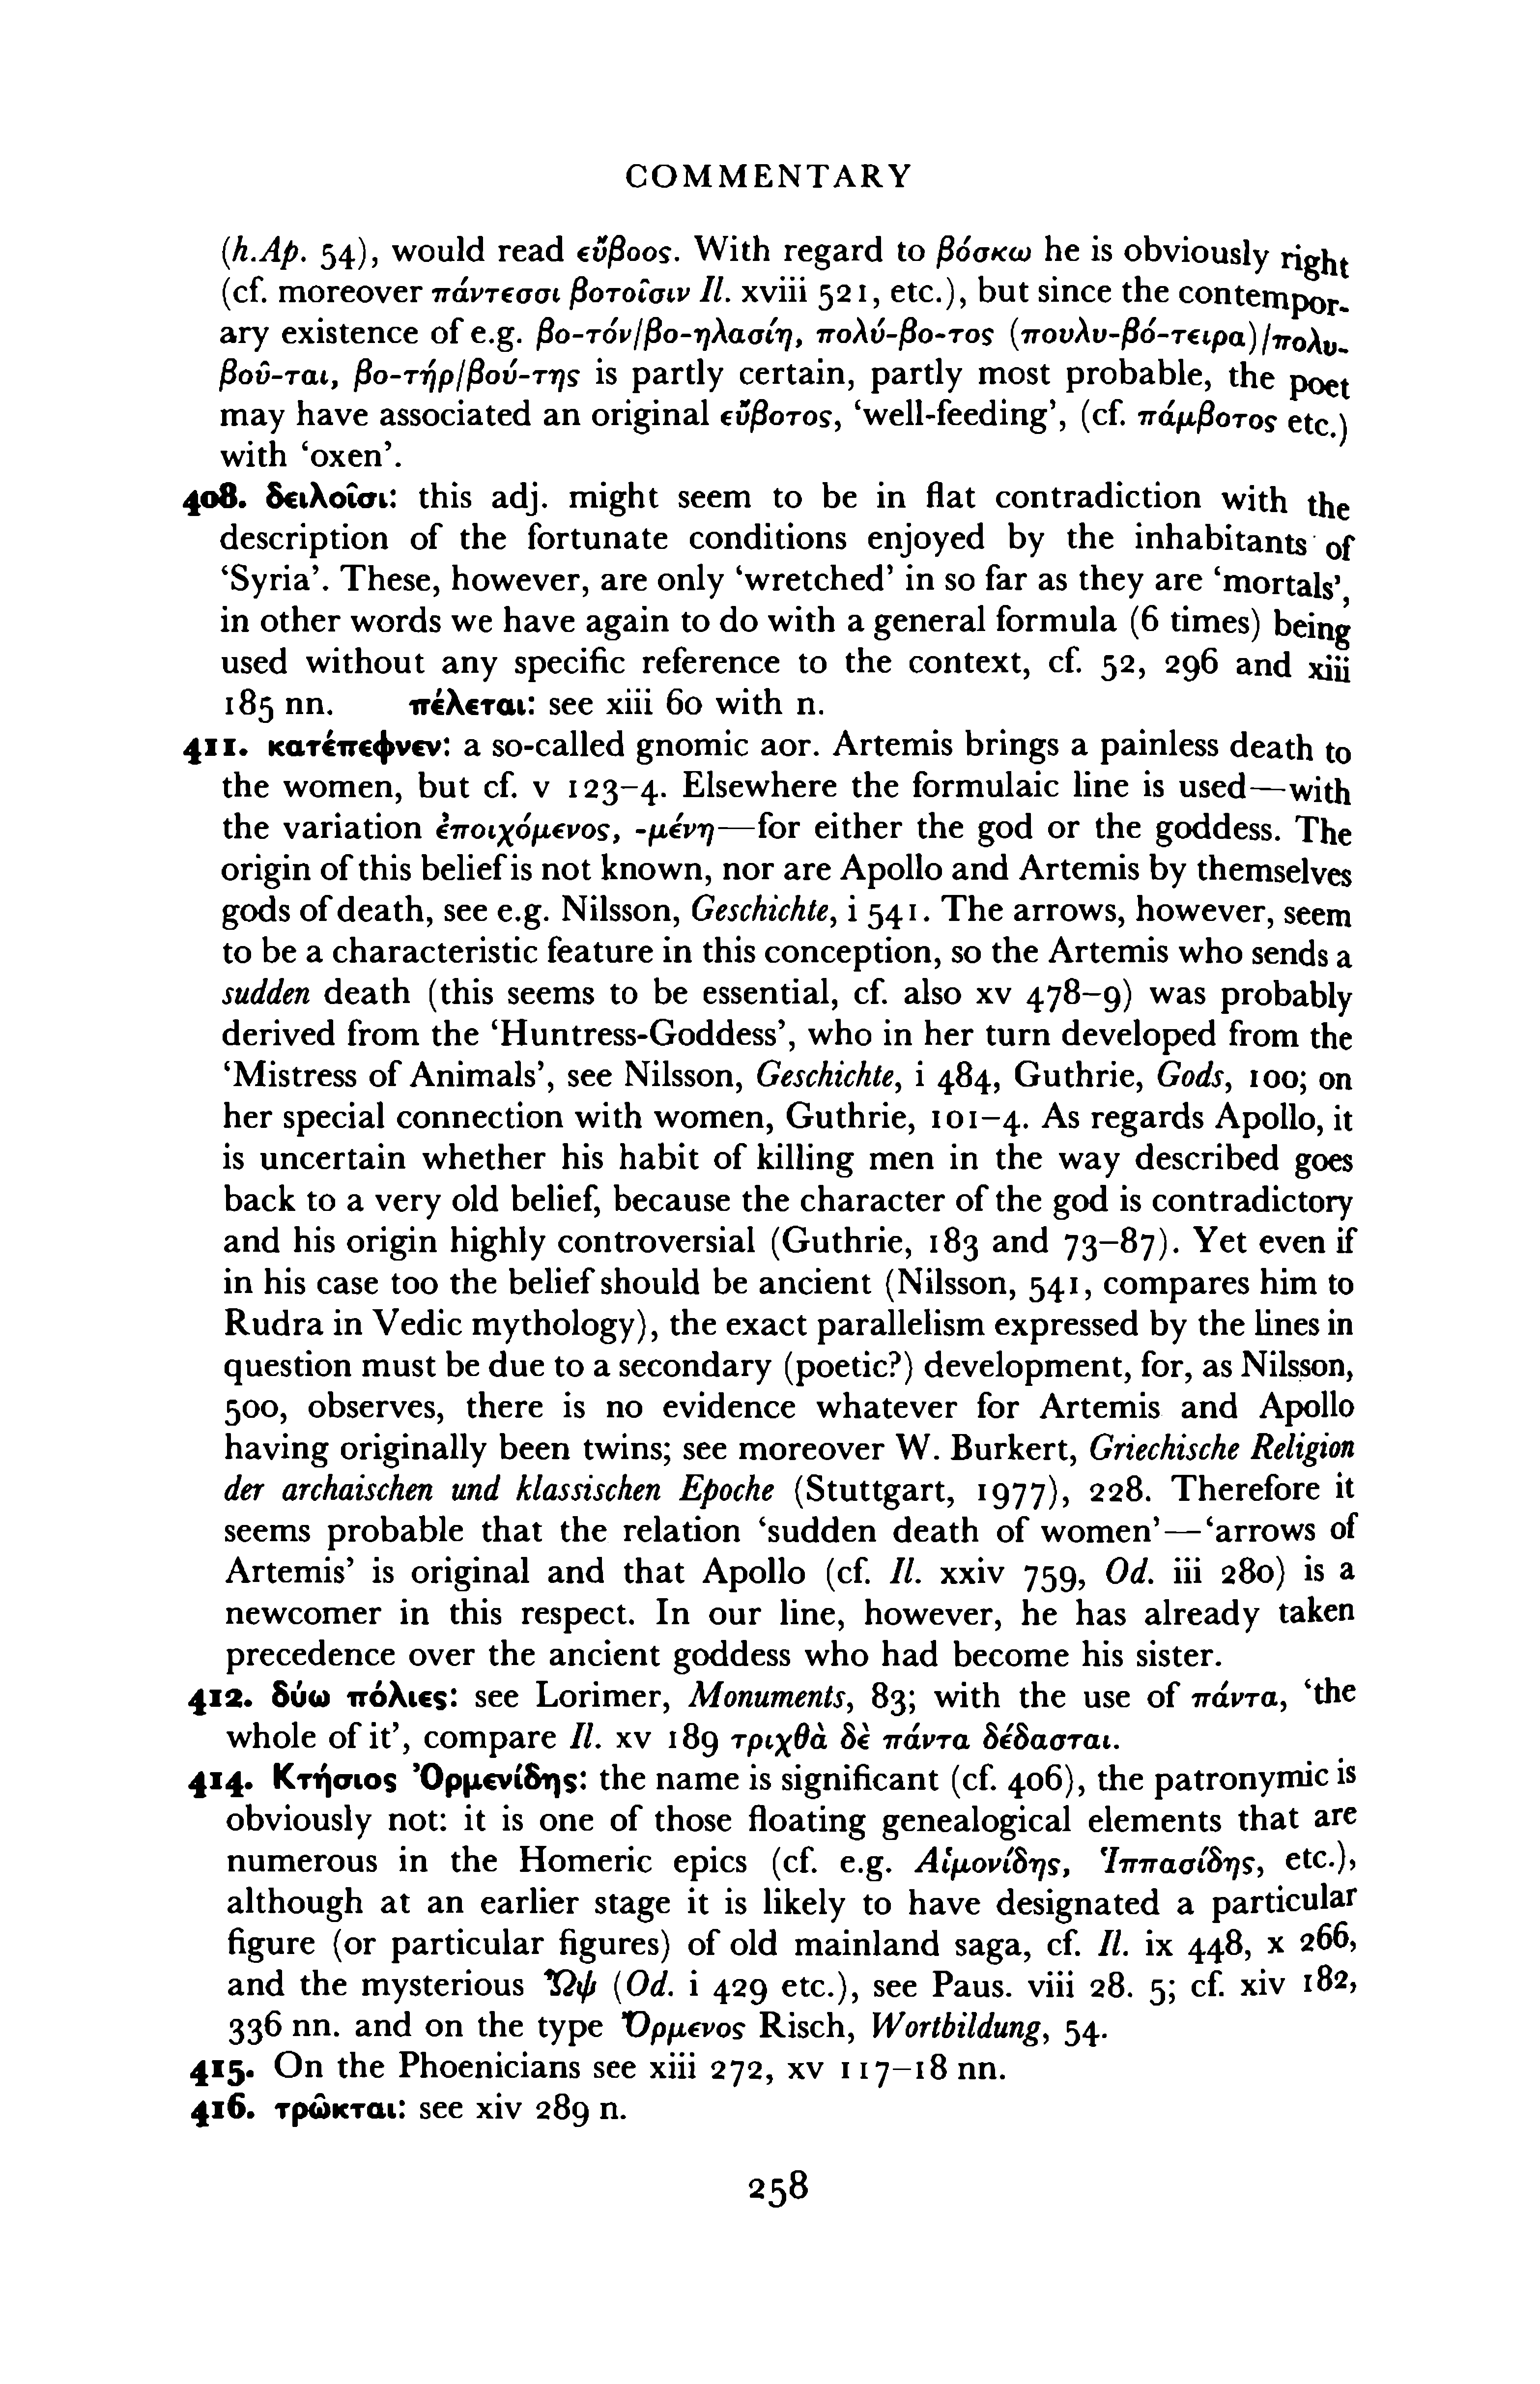 COMMENTARY
(h.Ap. 54), would read εὔβοος. With regard to βόσκω he is obviously right
(cf. moreover πάντεσσι βοτοῖσιν Il. xviii 521, etc.), but since the contempor-
ary existence of e.g. βο-τόν/βο-ηλασίη, πολύ-βο-τος (πουλυ-βό-τειρα)/πολυ-
βοῦ-ται, βο-τήρ/βού-της is partly certain, partly most probable, the poet
may have associated an original εὔβοτος, ‘well-feeding’, (cf. πάμβοτος etc.)
with ‘oxen’.
408. δειλοῖσι: this adj. might seem to be in flat contradiction with the
description of the fortunate conditions enjoyed by the inhabitants of
‘Syria’. These, however, are only ‘wretched’ in so far as they are ‘mortals’,
in other words we have again to do with a general formula (6 times) being
used without any specific reference to the context, cf. 52, 296 and xiii
185 nn. πέλεται: see xiii 60 with n.
411. κατέπεφνεν: a so-called gnomic aor. Artemis brings a painless death to
the women, but cf. v 123–4. Elsewhere the formulaic line is used—with
the variation ἐποιχόμενος, -μένη—for either the god or the goddess. The
origin of this belief is not known, nor are Apollo and Artemis by themselves
gods of death, see e.g. Nilsson, Geschichte, i 541. The arrows, however, seem
to be a characteristic feature in this conception, so the Artemis who sends a
sudden death (this seems to be essential, cf. also xv 478–9) was probably
derived from the ‘Huntress-Goddess’, who in her turn developed from the
‘Mistress of Animals’, see Nilsson, Geschichte, i 484, Guthrie, Gods, 100; on
her special connection with women, Guthrie, 101–4. As regards Apollo, it
is uncertain whether his habit of killing men in the way described goes
back to a very old belief, because the character of the god is contradictory
and his origin highly controversial (Guthrie, 183 and 73–87). Yet even if
in his case too the belief should be ancient (Nilsson, 541, compares him to
Rudra in Vedic mythology), the exact parallelism expressed by the lines in
question must be due to a secondary (poetic?) development, for, as Nilsson,
500, observes, there is no evidence whatever for Artemis and Apollo
having originally been twins; see moreover W. Burkert, Griechische Religion
der archaischen und klassischen Epoche (Stuttgart, 1977), 228. Therefore it
seems probable that the relation ‘sudden death of women’—‘arrows of
Artemis’ is original and that Apollo (cf. Il. xxiv 759, Od. iii 280) is a
newcomer in this respect. In our line, however, he has already taken
precedence over the ancient goddess who had become his sister.
412. δύω πόλιες: see Lorimer, Monuments, 83; with the use of πάντα, ‘the
whole of it’, compare Il. xv 189 τριχθὰ δὲ πάντα δέδασται.
414. Κτήσιος Ὀρμενίδης: the name is significant (cf. 406), the patronymic is
obviously not: it is one of those floating genealogical elements that are
numerous in the Homeric epics (cf. e.g. Αἱμονίδης, Ἱππασίδης, etc.),
although at an earlier stage it is likely to have designated a particular
figure (or particular figures) of old mainland saga, cf. Il. ix 448, x 266,
and the mysterious Ὦψ (Od. i 429 etc.), see Paus. viii 28. 5; cf. xiv 182,
336 nn. and on the type Ὄρμενος Risch, Wortbildung, 54.
415. On the Phoenicians see xiii 272, xv 117–18 nn.
416. τρῶκται: see xiv 289 n.
258